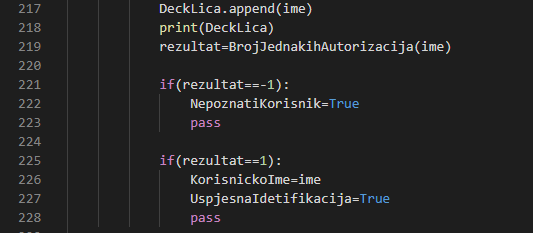 217 DeckLica.append(ime)
218 print(DeckLica)
219 rezultat=BrojJednakihAutorizacija(ime)
220
221 if(rezultat==-1):
222 NepoznatiKorisnik=True
223 pass
224
225 if(rezultat==1):
226 KorisnickoIme=ime
227 UspjesnaIdetifikacija=True
228 pass